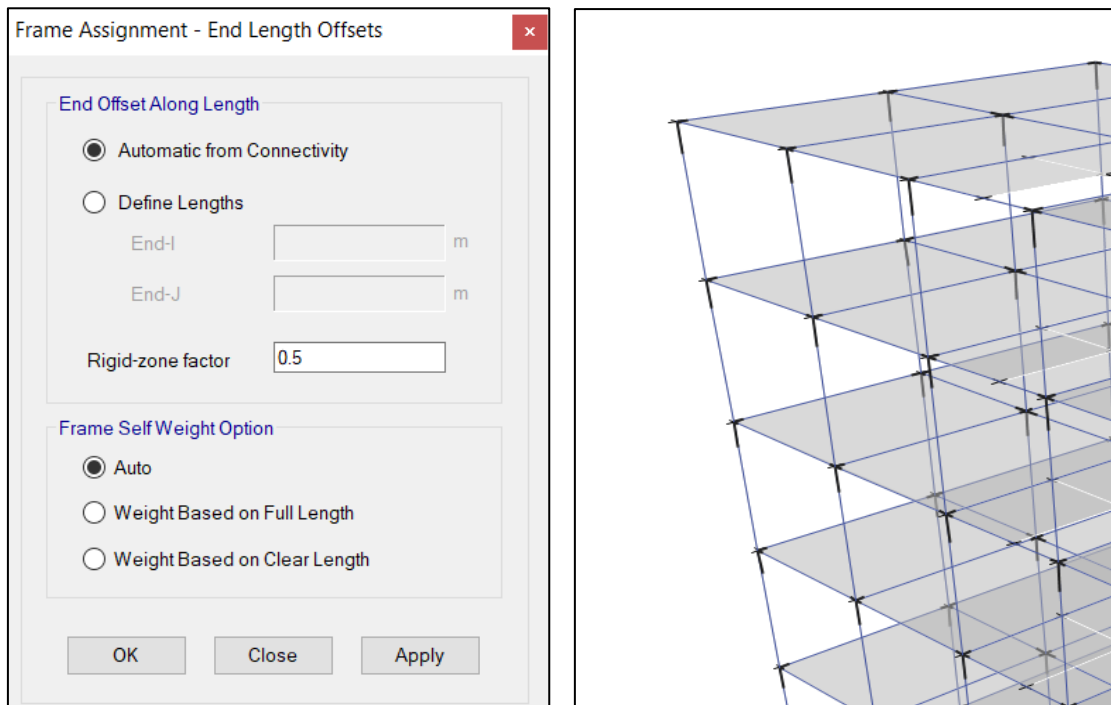 Frame Assignment - End Length Offsets
×
End Offset Along Length
Automatic from Connectivity
Define Lengths
End-I m
End-J m
Rigid-zone factor 0.5
Frame Self Weight Option
Auto
Weight Based on Full Length
Weight Based on Clear Length
OK Close Apply